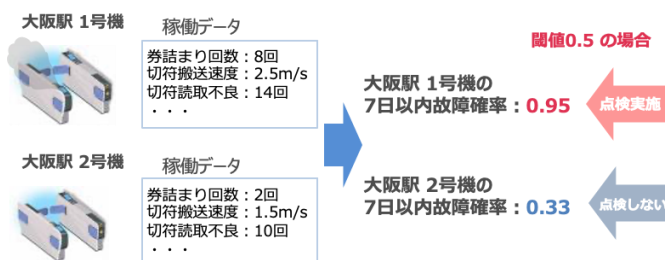 大阪駅 1号機
稼働データ
券詰まり回数：8回
切符搬送速度：2.5m/s
切符読取不良：14回
・・・
大阪駅 2号機
稼働データ
券詰まり回数：2回
切符搬送速度：1.5m/s
切符読取不良：10回
・・・
閾値0.5 の場合
大阪駅 1号機の
7日以内故障確率：0.95
点検実施
大阪駅 2号機の
7日以内故障確率：0.33
点検しない